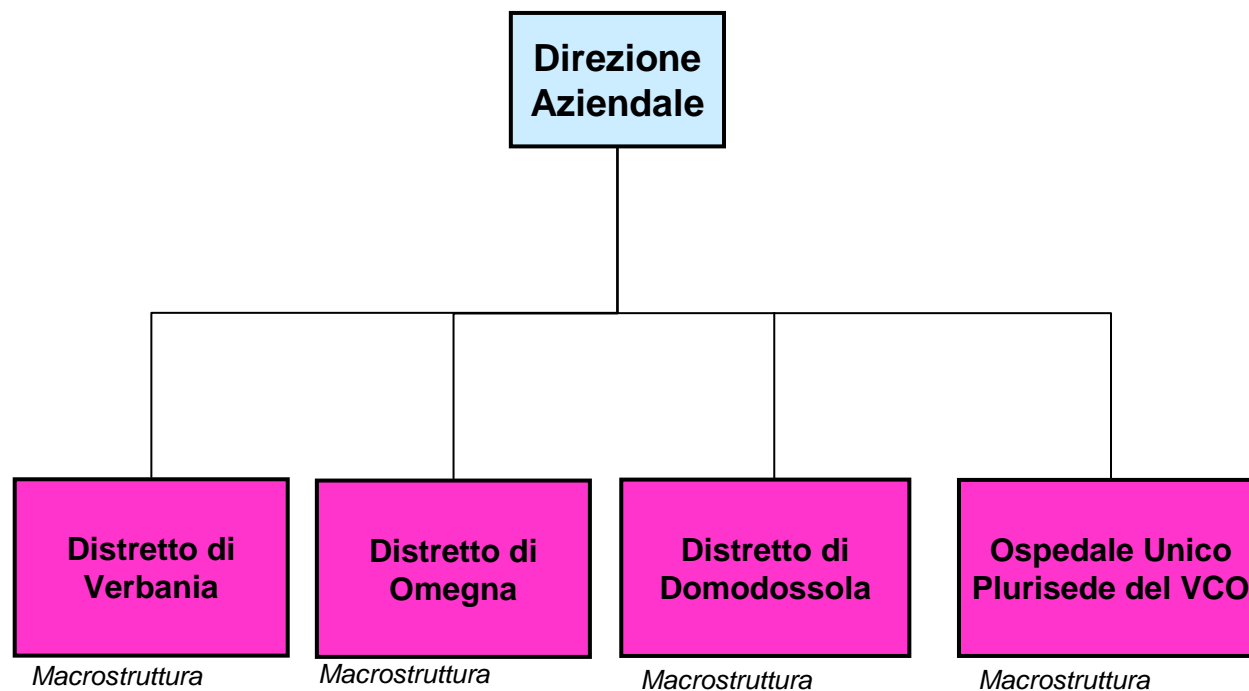 Direzione
Aziendale
Distretto di
Verbania
Macrostruttura
Distretto di
Omegna
Macrostruttura
Distretto di
Domodossola
Macrostruttura
Ospedale Unico
Plurisede del VCO
Macrostruttura